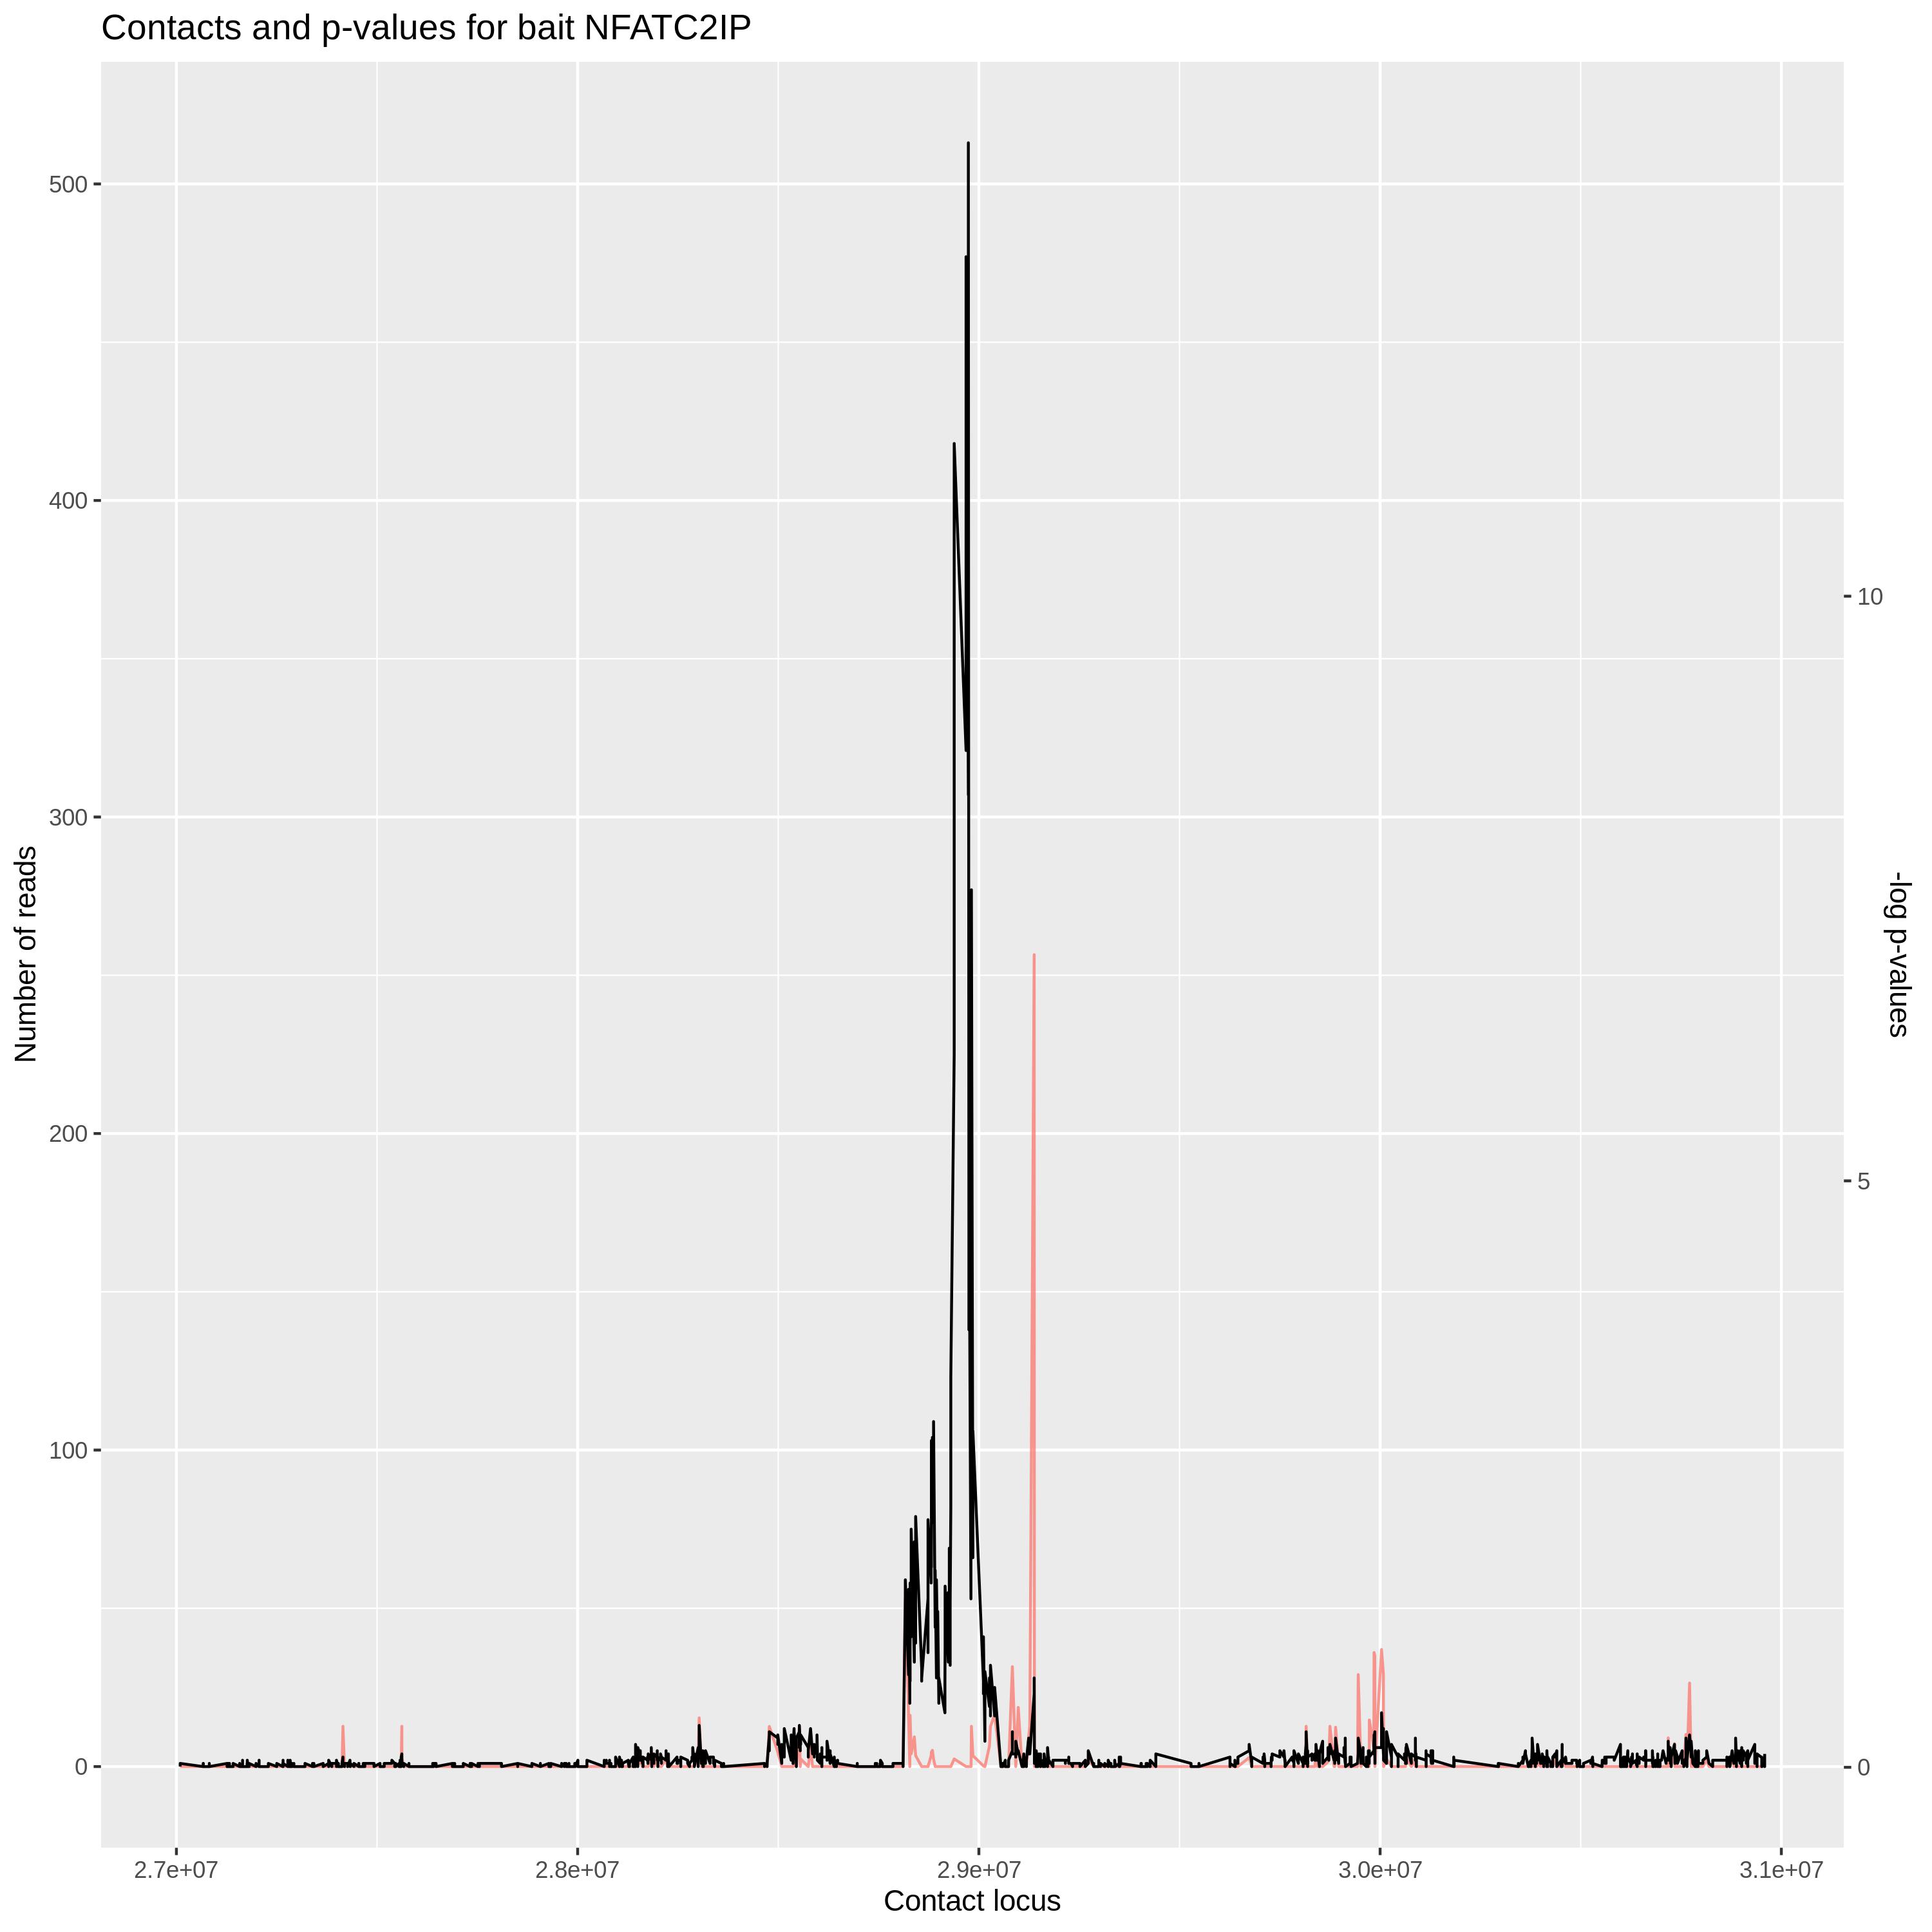 Contacts and p-values for bait NFATC2IP
500
400
300
200
100
0
Number of reads
10
5
0
-log p-values
2.7e+07
2.8e+07
2.9e+07
3.0e+07
3.1e+07
Contact locus